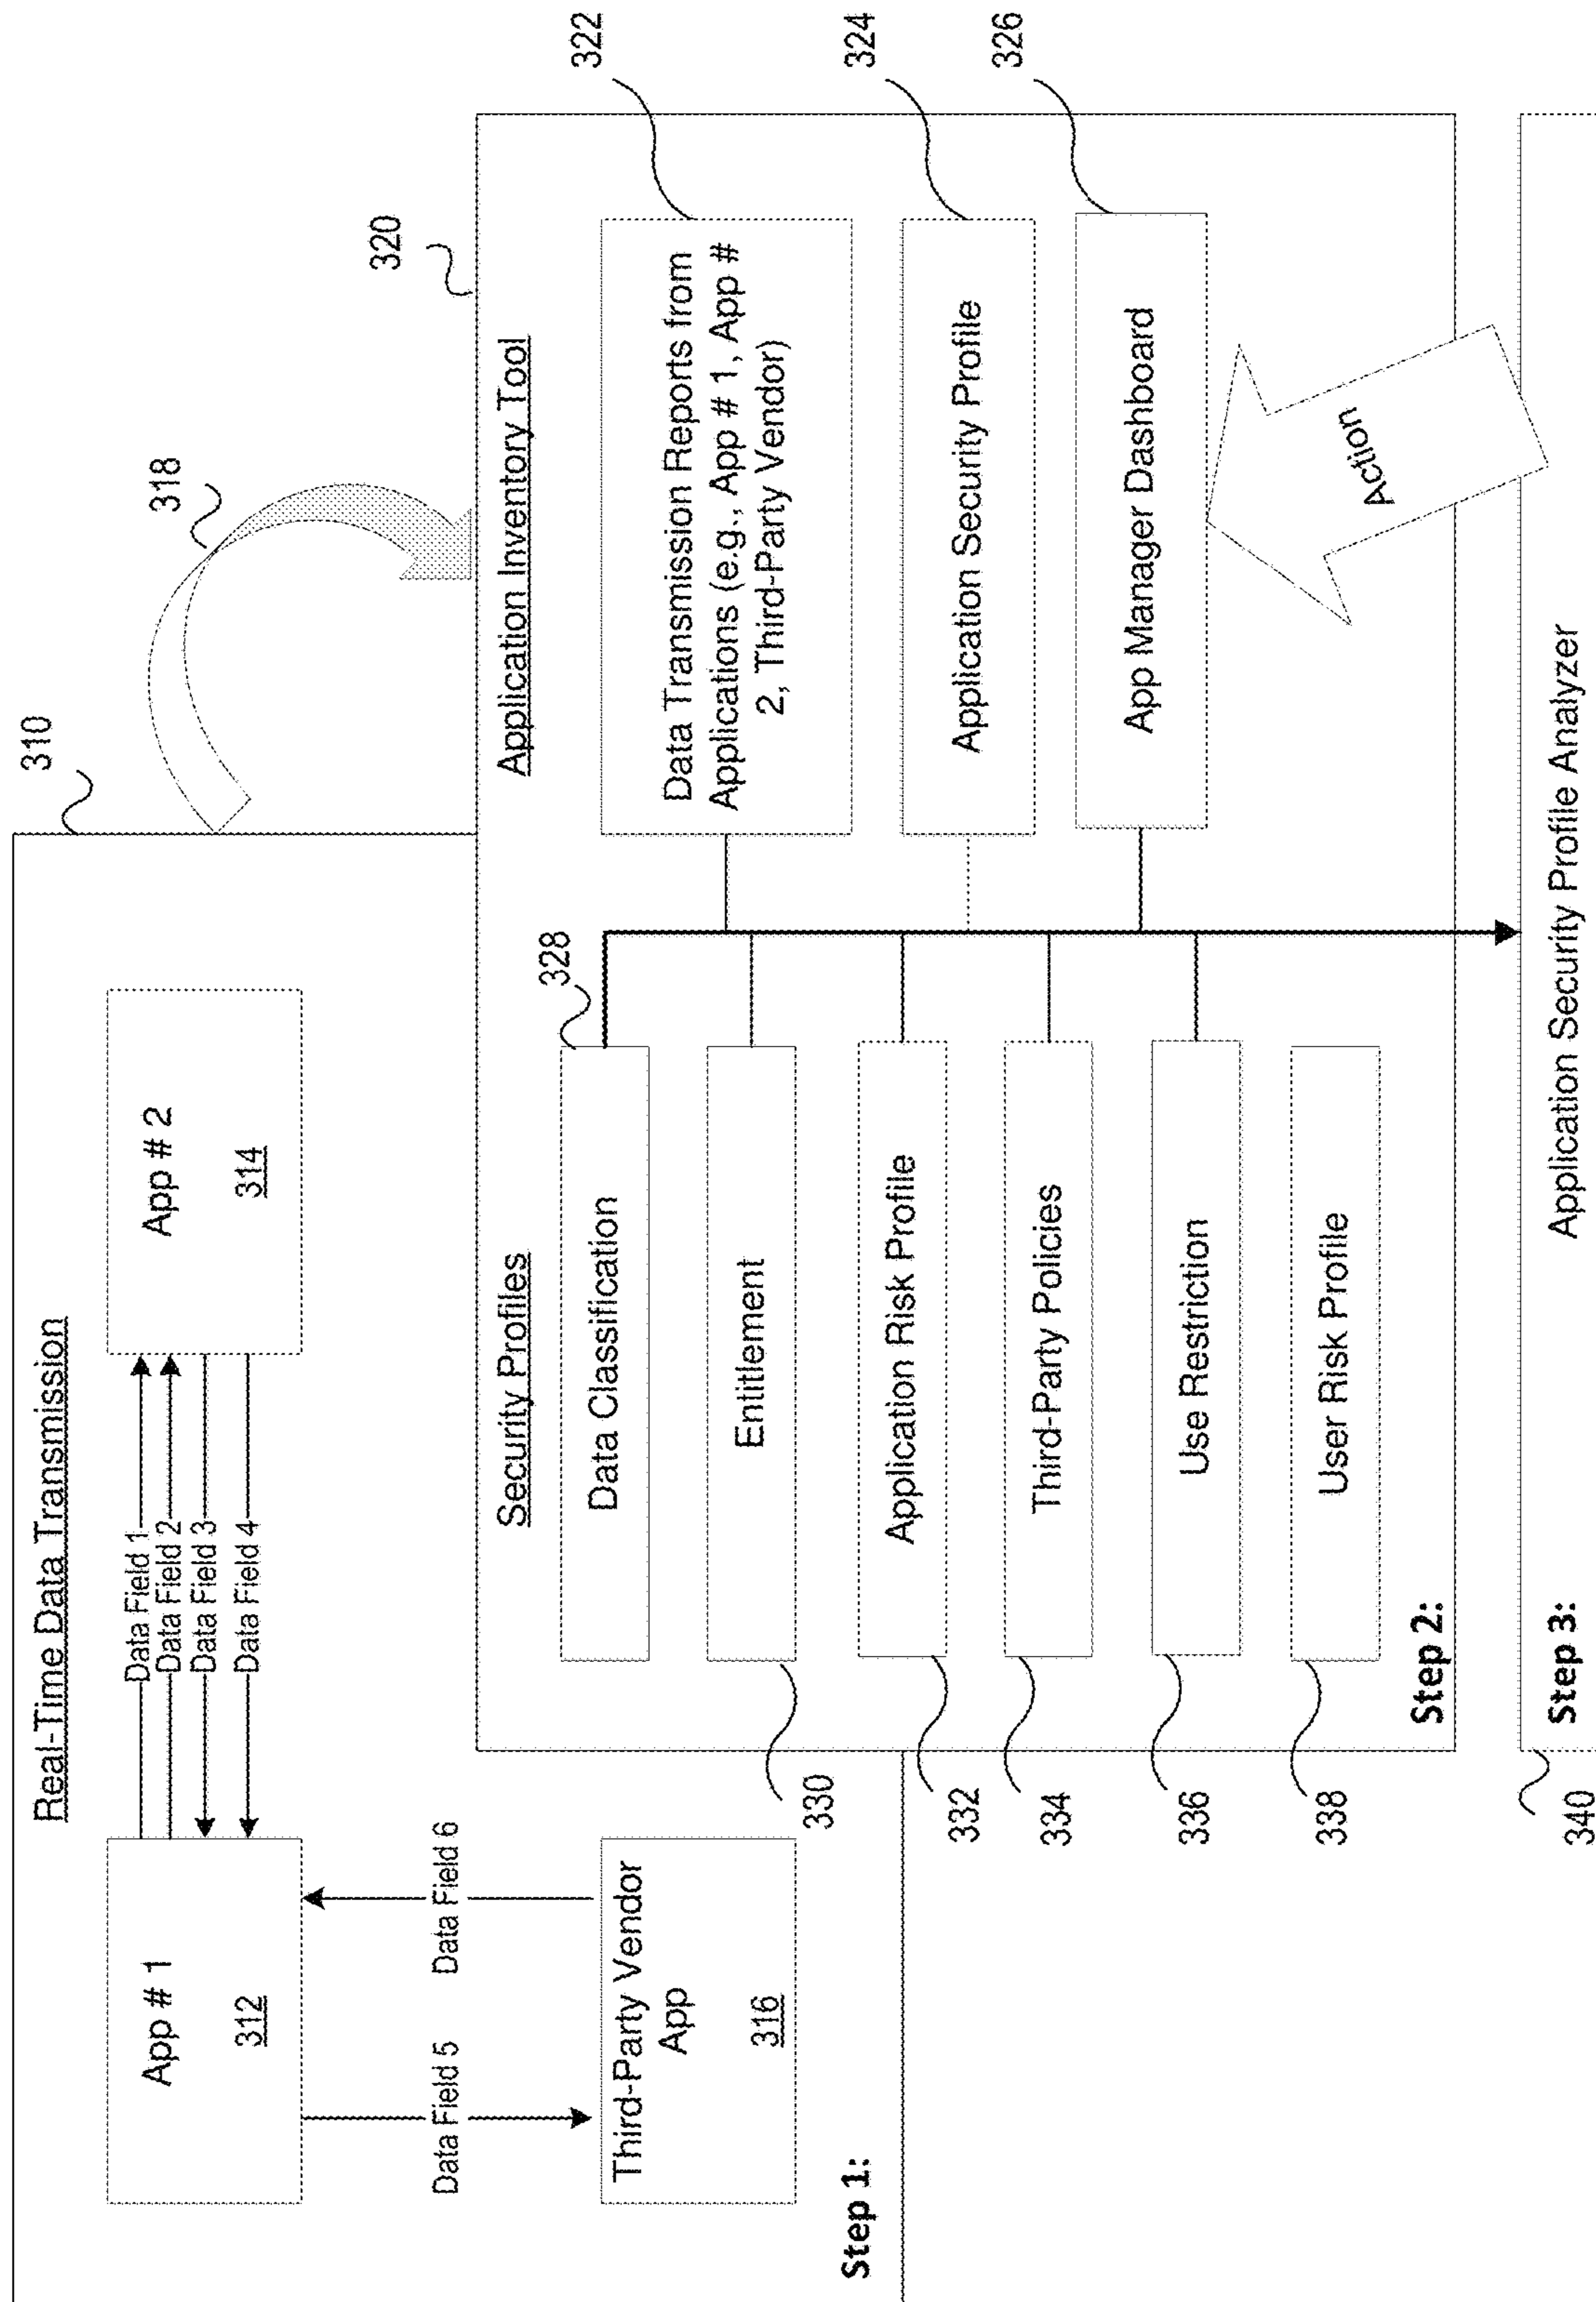 310
Real-Time Data Transmission
App # 1
312
App # 2
314
Data Field 1
Data Field 2
Data Field 3
Data Field 4
Data Field 5
Data Field 6
Third-Party Vendor
App
316
Step 1:
318
320
Security Profiles
Application Inventory Tool
328
Data Classification
Entitlement
Application Risk Profile
Third-Party Policies
Use Restriction
User Risk Profile
330
332
334
336
338
Data Transmission Reports from
Applications (e.g., App # 1, App #
2, Third-Party Vendor)
322
Application Security Profile
324
App Manager Dashboard
326
Action
Step 2:
340
Step 3:
Application Security Profile Analyzer